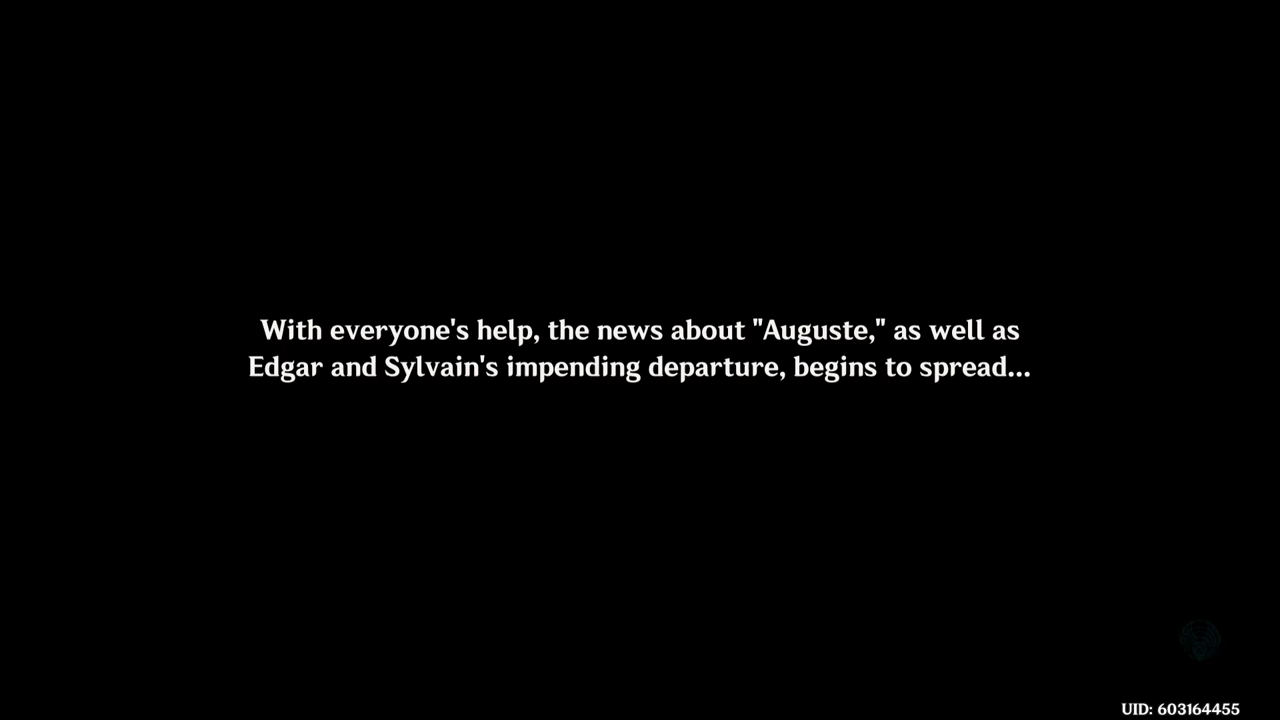 With everyone's help, the news about "Auguste," as well as
Edgar and Sylvain's impending departure, begins to spread...
UID: 603164455